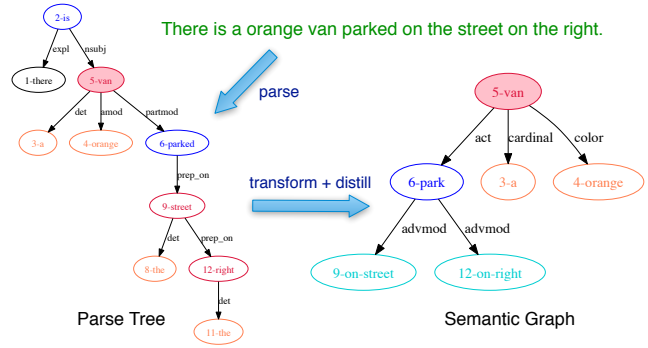 There is a orange van parked on the street on the right.
2-is
expl
nsubj
1-there
5-van
det
amod
partmod
3-a
4-orange
6-parked
prep_on
9-street
det
prep_on
8-the
12-right
det
11-the
Parse Tree
parse
transform + distill
5-van
act
cardinal
color
6-park
3-a
4-orange
advmod
advmod
9-on-street
12-on-right
Semantic Graph